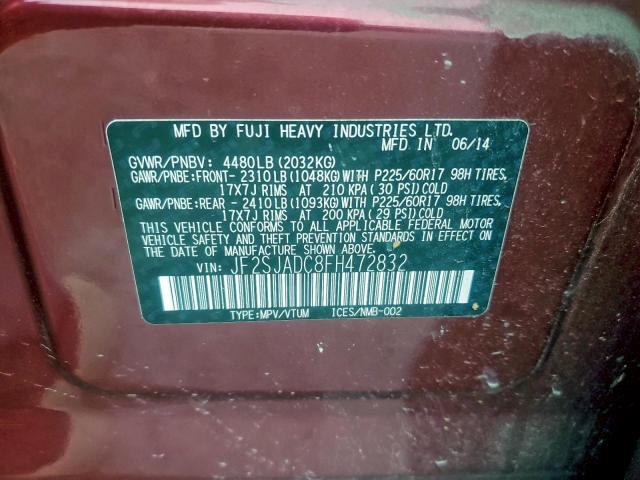 MFD BY FUJI HEAVY INDUSTRIES LTD.
MFD IN 06/14
GVWR/PNBV: 4480LB(2032KG)
GAWR/PNBE:FRONT-2310LB(1048KG)WITH P225/60R17 98H TIRES,
17X7J RIMS AT 210 KPA(30 PSI)COLD
GAWR/PNBE:REAR -2410LB(1093KG)WITH P225/60R17 98H TIRES,
17X7J RIMS AT 200 KPA(29 PSI)COLD
THIS VEHICLE CONFORMS TO ALL APPLICABLE FEDERAL MOTOR
VEHICLE SAFETY AND THEFT PREVENTION STANDARDS IN EFFECT
ON THE DATE OF MANUFACTURE SHOWN ABOVE.
VIN: JF2SJADC8FH472832
TYPE:MPV/VTUM ICES/NMB-002